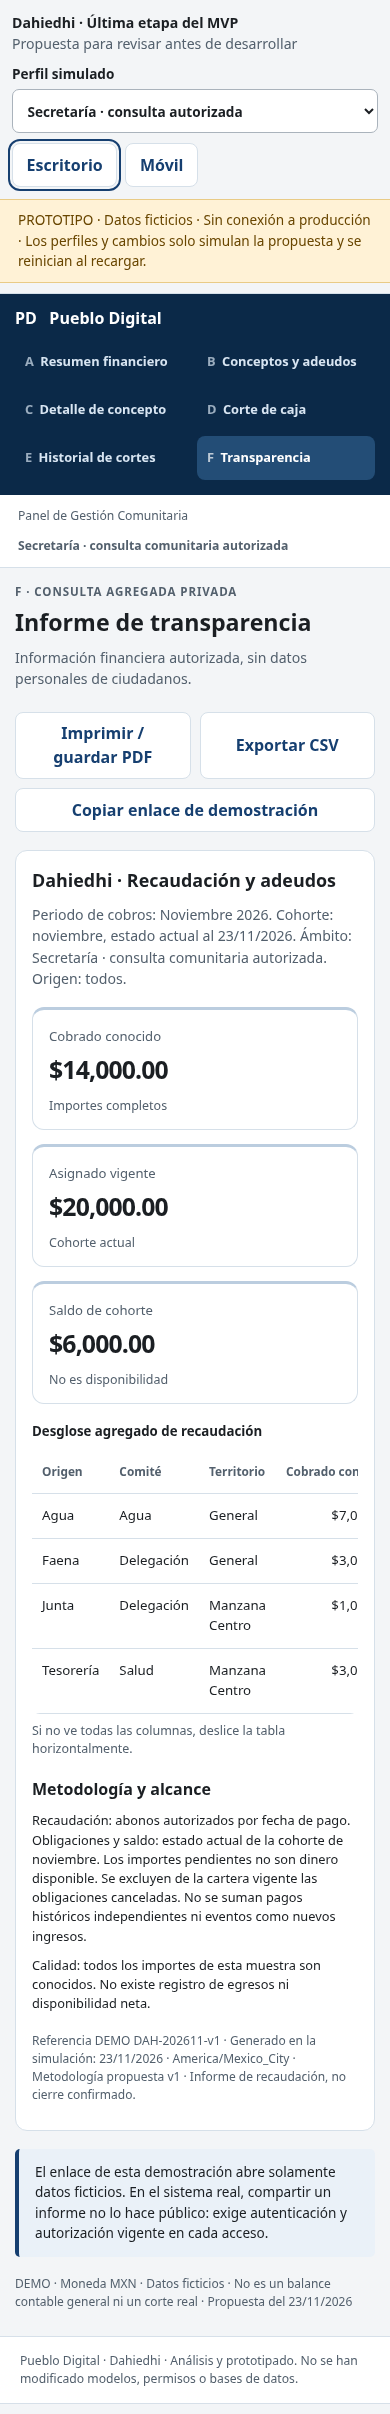 Dahiedhi · Última etapa del MVP
Propuesta para revisar antes de desarrollar
Perfil simulado
Secretaría · consulta autorizada
Escritorio
Móvil
PROTOTIPO · Datos ficticios · Sin conexión a producción
· Los perfiles y cambios solo simulan la propuesta y se
reinician al recargar.
PD Pueblo Digital
A Resumen financiero
B Conceptos y adeudos
C Detalle de concepto
D Corte de caja
E Historial de cortes
F Transparencia
Panel de Gestión Comunitaria
Secretaría · consulta comunitaria autorizada
F · CONSULTA AGREGADA PRIVADA
Informe de transparencia
Información financiera autorizada, sin datos
personales de ciudadanos.
Imprimir /
guardar PDF
Exportar CSV
Copiar enlace de demostración
Dahiedhi · Recaudación y adeudos
Periodo de cobros: Noviembre 2026. Cohorte:
noviembre, estado actual al 23/11/2026. Ámbito:
Secretaría · consulta comunitaria autorizada.
Origen: todos.
Cobrado conocido
$14,000.00
Importes completos
Asignado vigente
$20,000.00
Cohorte actual
Saldo de cohorte
$6,000.00
No es disponibilidad
Desglose agregado de recaudación
Origen Comité Territorio Cobrado con
Agua Agua General $7,0
Faena Delegación General $3,0
Junta Delegación Manzana $1,0
Centro
Tesorería Salud Manzana $3,0
Centro
Si no ve todas las columnas, deslice la tabla
horizontalmente.
Metodología y alcance
Recaudación: abonos autorizados por fecha de pago.
Obligaciones y saldo: estado actual de la cohorte de
noviembre. Los importes pendientes no son dinero
disponible. Se excluyen de la cartera vigente las
obligaciones canceladas. No se suman pagos
históricos independientes ni eventos como nuevos
ingresos.
Calidad: todos los importes de esta muestra son
conocidos. No existe registro de egresos ni
disponibilidad neta.
Referencia DEMO DAH-202611-v1 · Generado en la
simulación: 23/11/2026 · America/Mexico_City ·
Metodología propuesta v1 · Informe de recaudación, no
cierre confirmado.
El enlace de esta demostración abre solamente
datos ficticios. En el sistema real, compartir un
informe no lo hace público: exige autenticación y
autorización vigente en cada acceso.
DEMO · Moneda MXN · Datos ficticios · No es un balance
contable general ni un corte real · Propuesta del 23/11/2026
Pueblo Digital · Dahiedhi · Análisis y prototipado. No se han
modificado modelos, permisos o bases de datos.